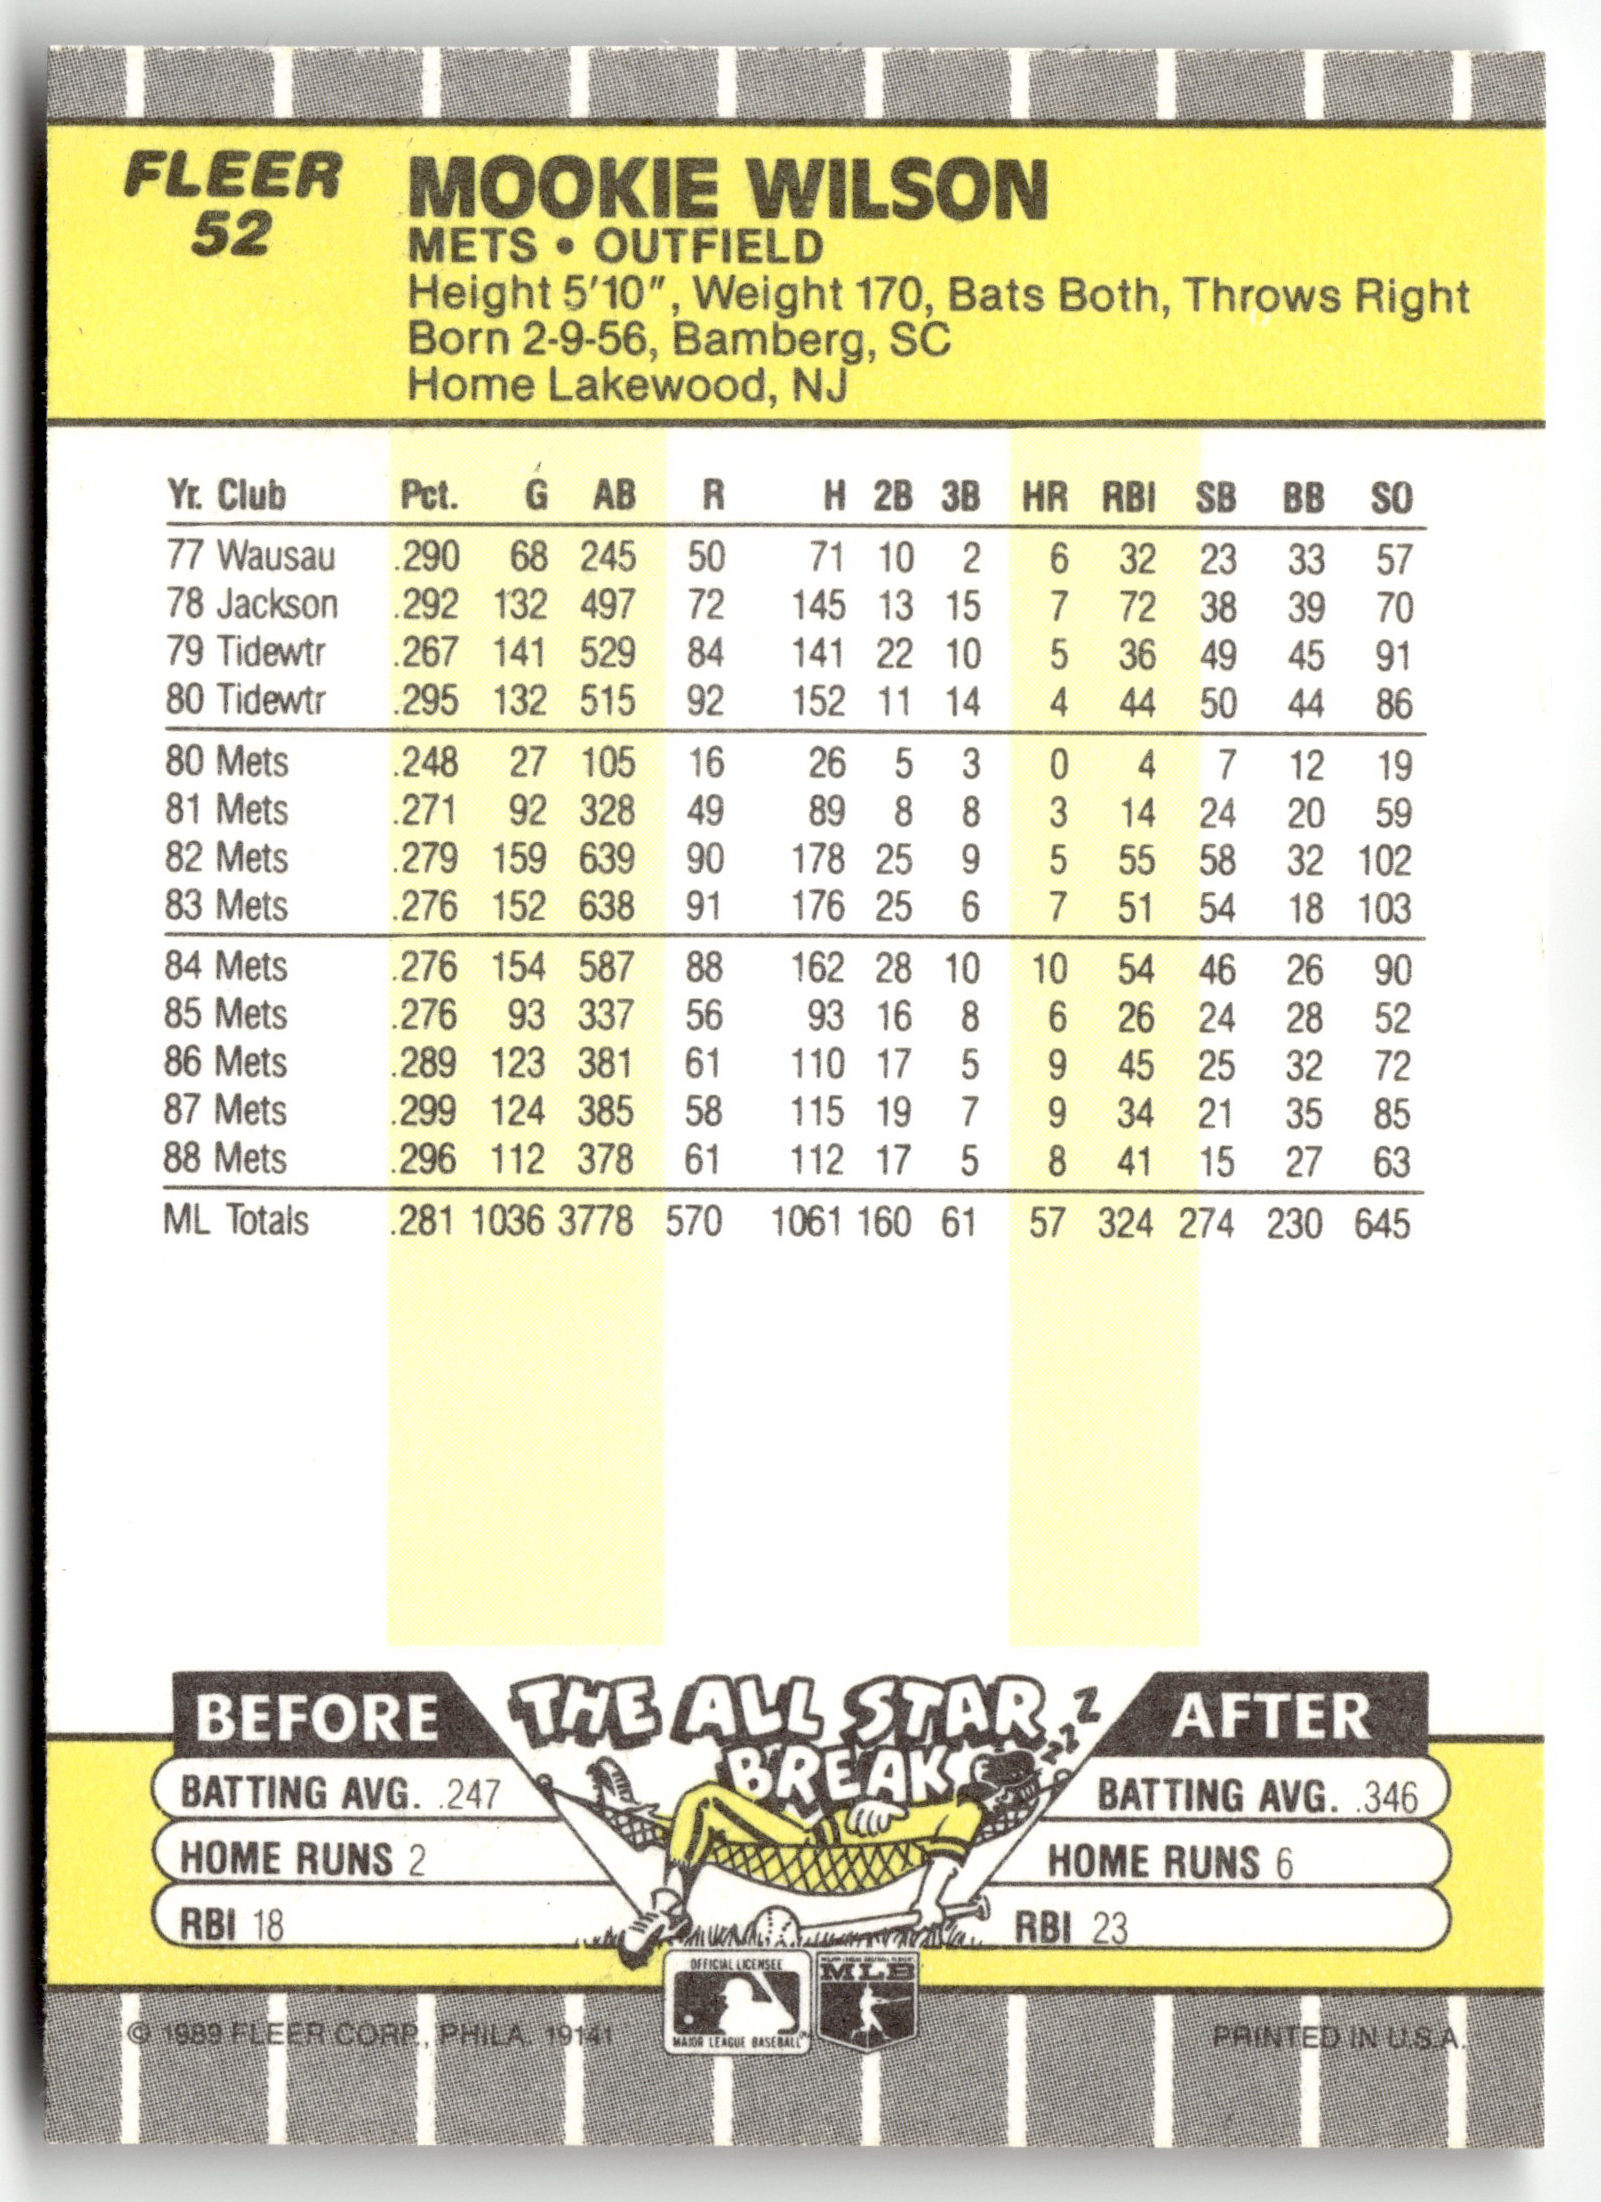 FLEER
52
MOOKIE WILSON
METS • OUTFIELD
Height 5'10", Weight 170, Bats Both, Throws Right
Born 2-9-56, Bamberg, SC
Home Lakewood, NJ
Yr. Club Pct. G AB R H 2B 3B HR RBI SB BB SO
77 Wausau .290 68 245 50 71 10 2 6 32 23 33 57
78 Jackson .292 132 497 72 145 13 15 7 72 38 39 70
79 Tidewtr .267 141 529 84 141 22 10 5 36 49 45 91
80 Tidewtr .295 132 515 92 152 11 14 4 44 50 44 86
80 Mets .248 27 105 16 26 5 3 0 4 7 12 19
81 Mets .271 92 328 49 89 8 8 3 14 24 20 59
82 Mets .279 159 639 90 178 25 9 5 55 58 32 102
83 Mets .276 152 638 91 176 25 6 7 51 54 18 103
84 Mets .276 154 587 88 162 28 10 10 54 46 26 90
85 Mets .276 93 337 56 93 16 8 6 26 24 28 52
86 Mets .289 123 381 61 110 17 5 9 45 25 32 72
87 Mets .299 124 385 58 115 19 7 9 34 21 35 85
88 Mets .296 112 378 61 112 17 5 8 41 15 27 63
ML Totals .281 1036 3778 570 1061 160 61 57 324 274 230 645
BEFORE
THE ALL STAR
BREAK
ZZZZ
AFTER
BATTING AVG. .247
HOME RUNS 2
RBI 18
BATTING AVG. .346
HOME RUNS 6
RBI 23
OFFICIAL LICENSEE
MAJOR LEAGUE BASEBALL
MLB
© 1989 FLEER CORP., PHILA. 19141
PRINTED IN U.S.A.